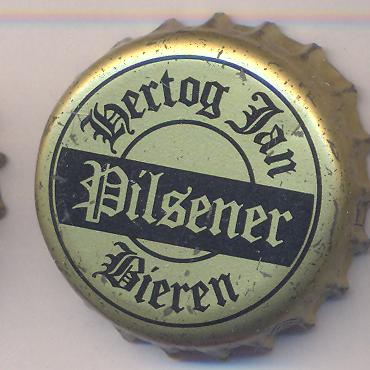 Hertog Jan
Pilsener
Bieren